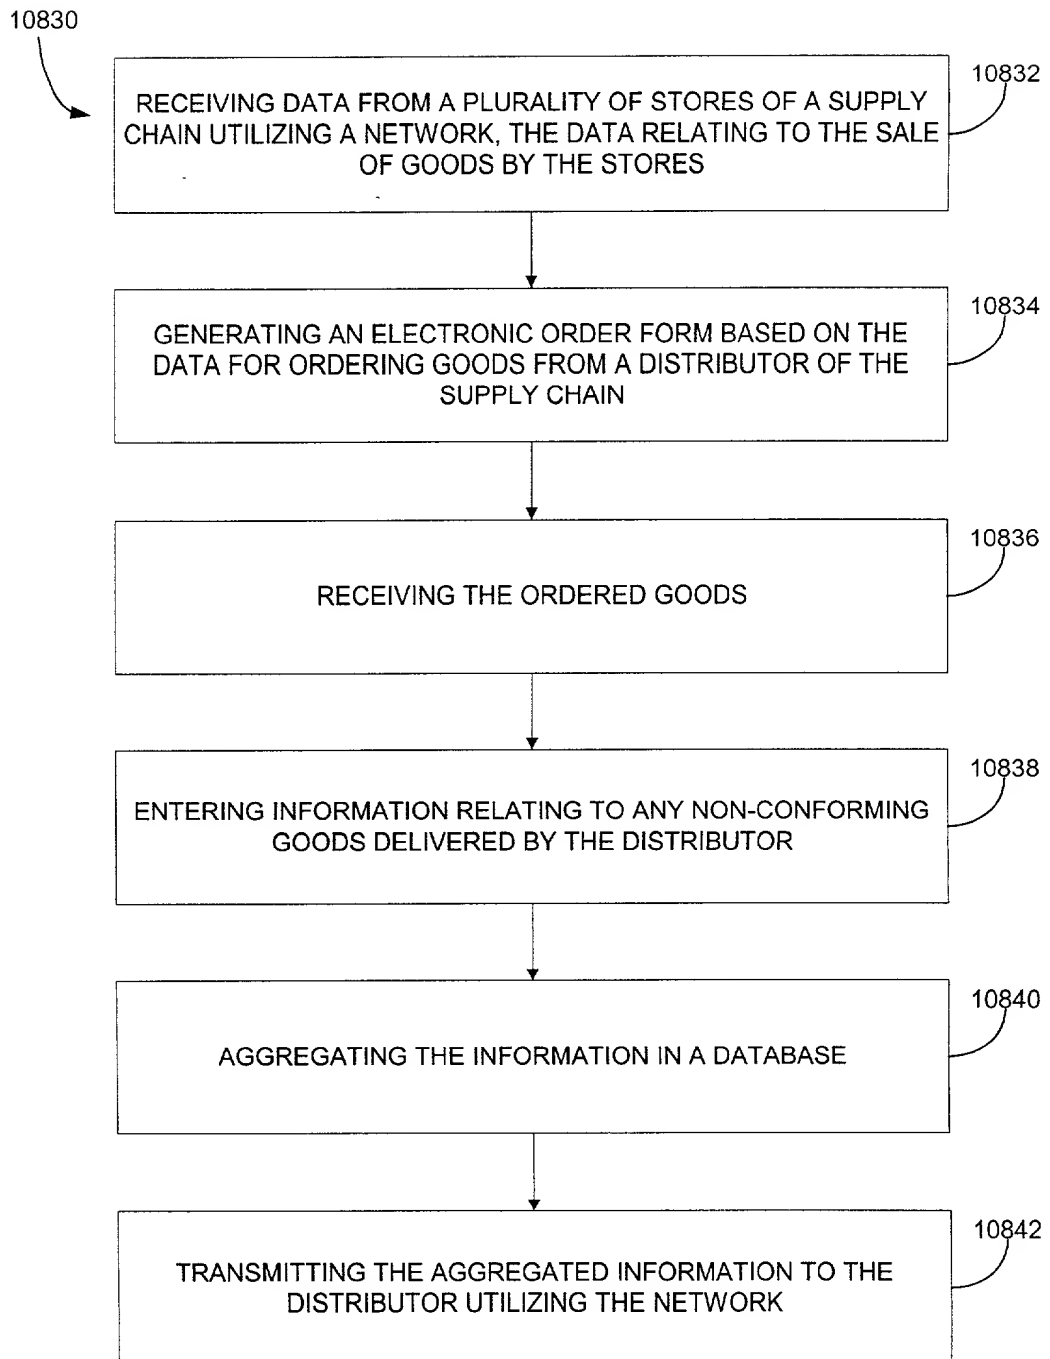 10830
10832
RECEIVING DATA FROM A PLURALITY OF STORES OF A SUPPLY
CHAIN UTILIZING A NETWORK, THE DATA RELATING TO THE SALE
OF GOODS BY THE STORES
10834
GENERATING AN ELECTRONIC ORDER FORM BASED ON THE
DATA FOR ORDERING GOODS FROM A DISTRIBUTOR OF THE
SUPPLY CHAIN
10836
RECEIVING THE ORDERED GOODS
10838
ENTERING INFORMATION RELATING TO ANY NON-CONFORMING
GOODS DELIVERED BY THE DISTRIBUTOR
10840
AGGREGATING THE INFORMATION IN A DATABASE
10842
TRANSMITTING THE AGGREGATED INFORMATION TO THE
DISTRIBUTOR UTILIZING THE NETWORK